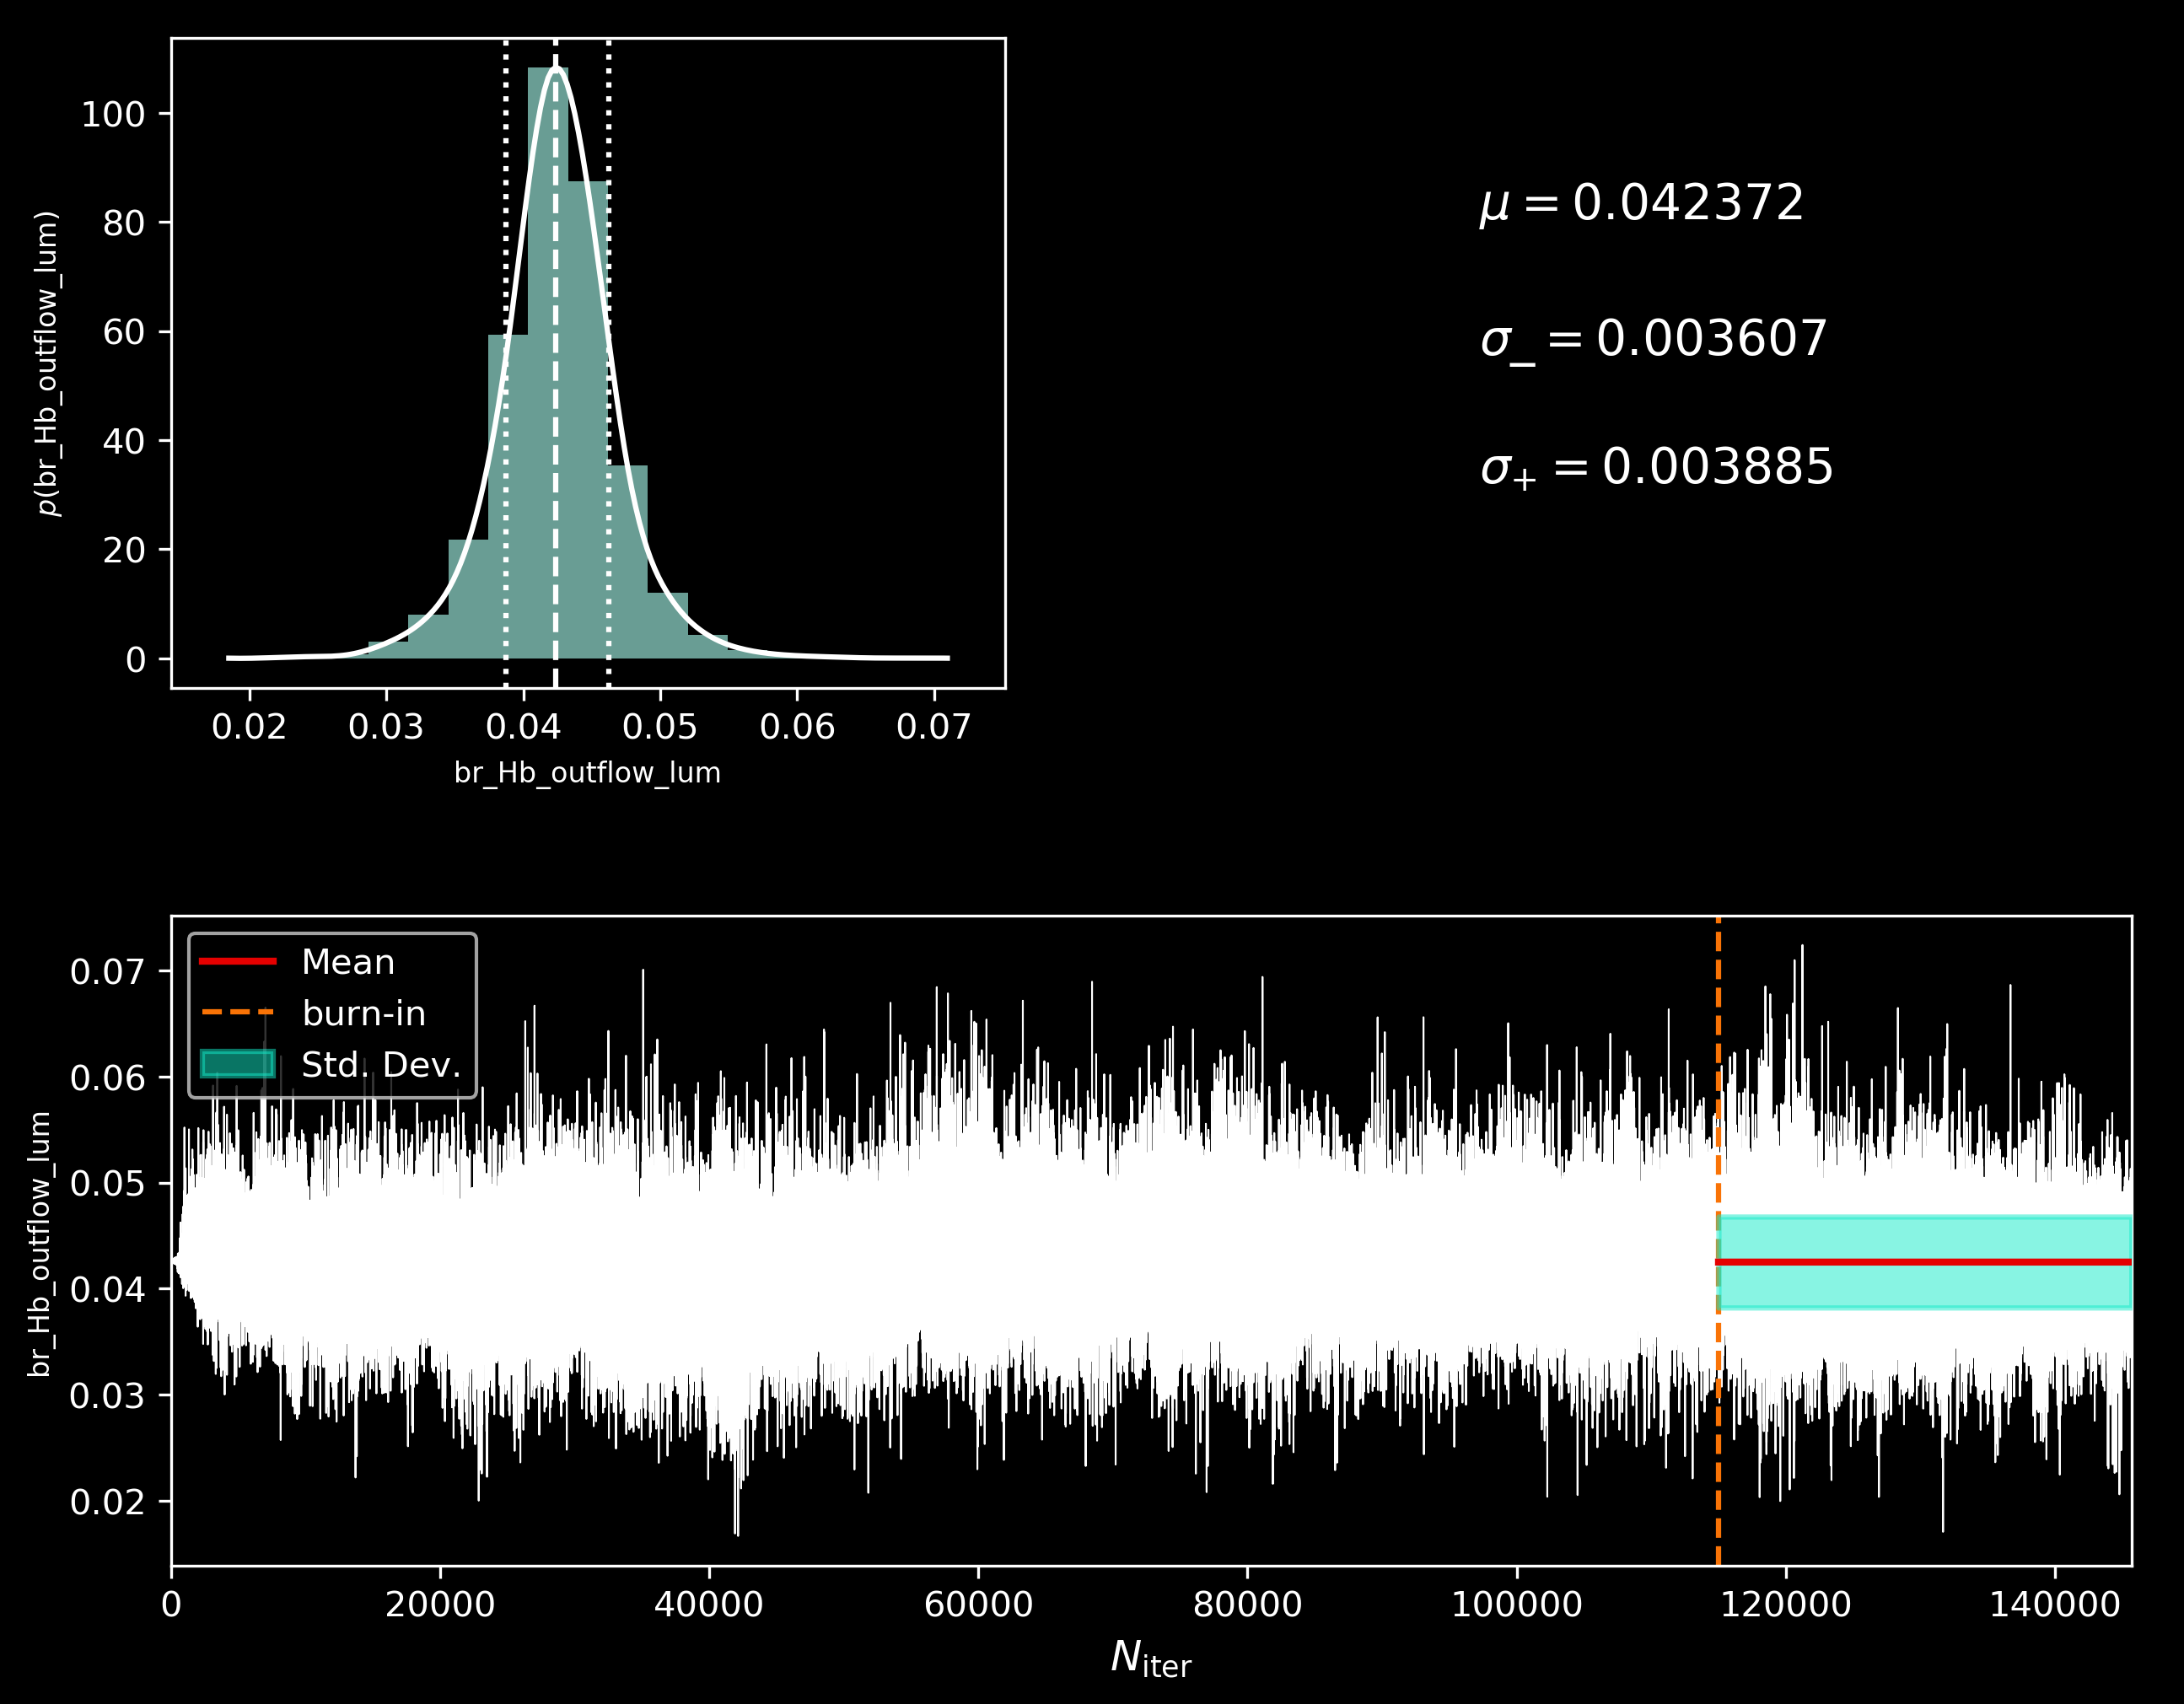 100
80
60
40
20
0
p(br_Hb_outflow_lum)
0.02 0.03 0.04 0.05 0.06 0.07
br_Hb_outflow_lum
μ = 0.042372
σ₋ = 0.003607
σ₊ = 0.003885
Mean
burn-in
Std. Dev.
0.07
0.06
0.05
0.04
0.03
0.02
br_Hb_outflow_lum
0 20000 40000 60000 80000 100000 120000 140000
N_iter